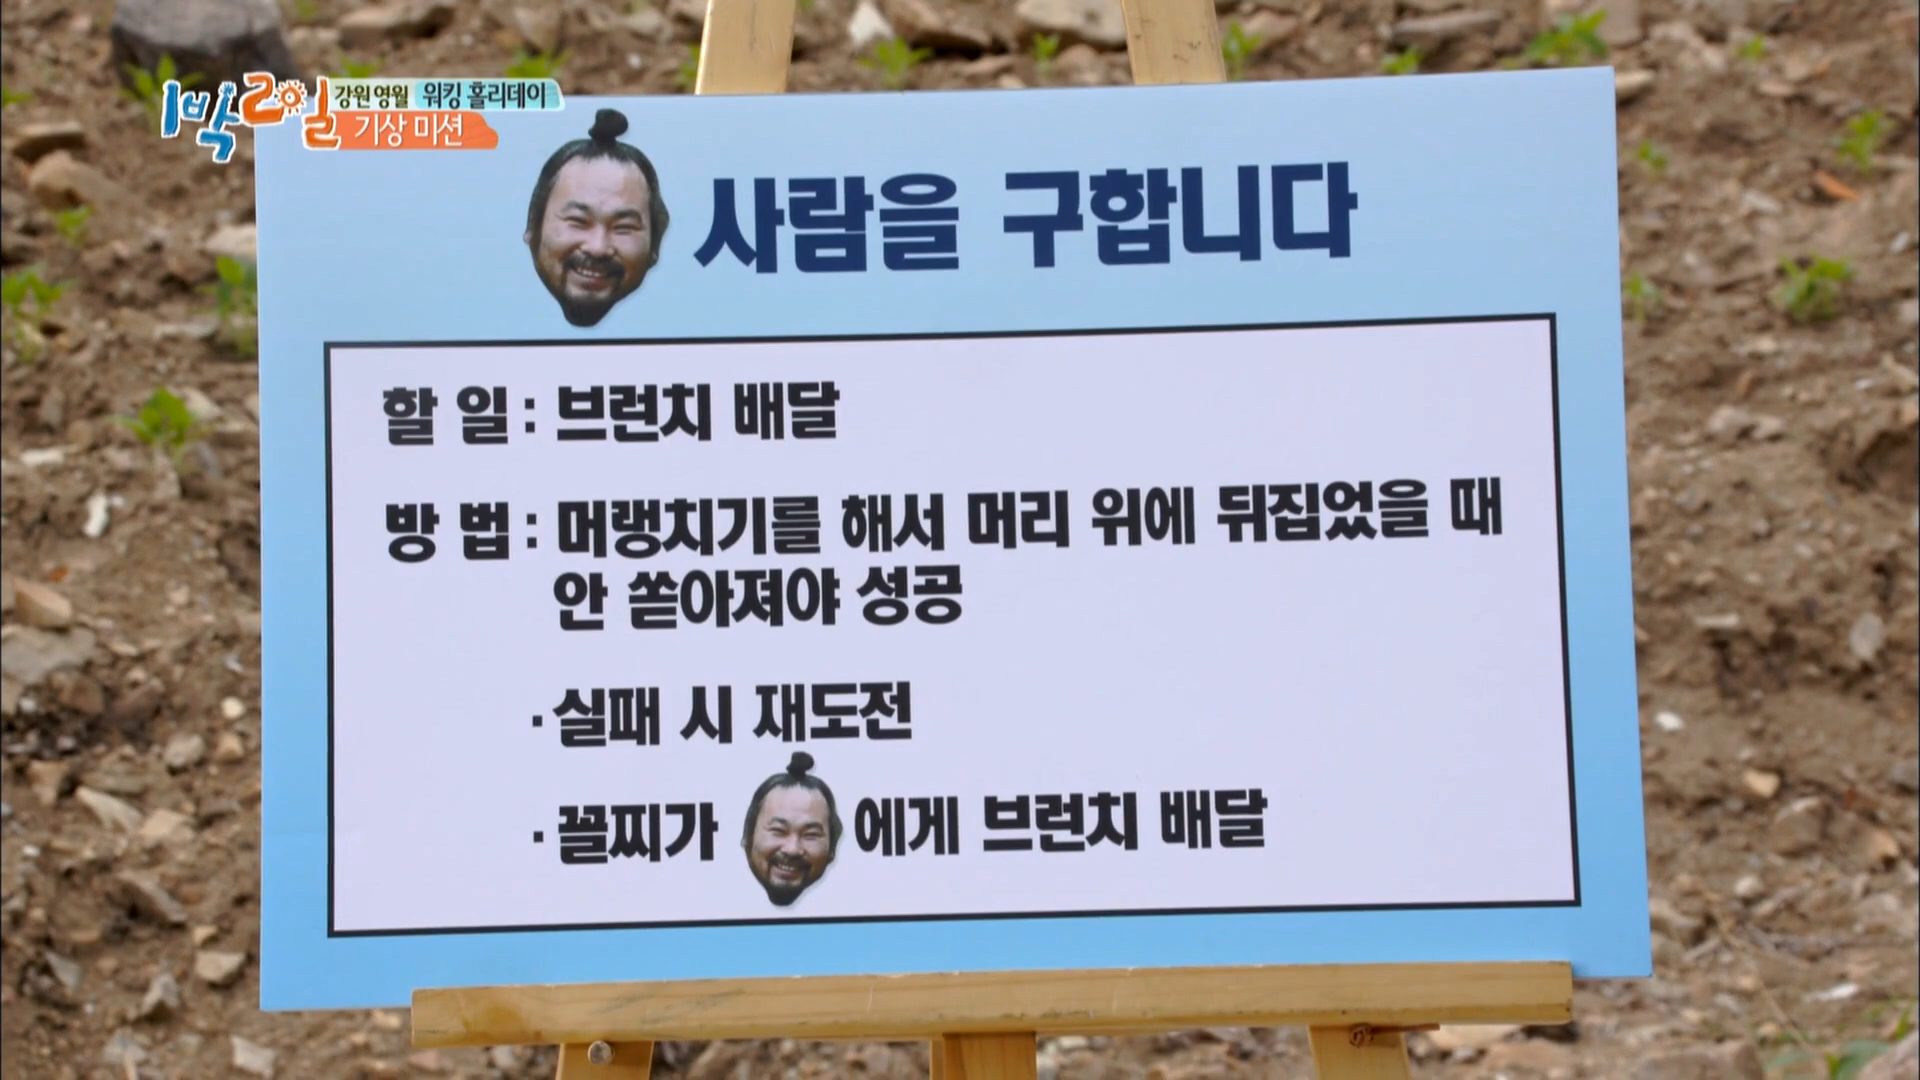 1박2일
강원 영월 워킹 홀리데이
기상 미션
사람을 구합니다
할 일 : 브런치 배달
방 법 : 머랭치기를 해서 머리 위에 뒤집었을 때
안 쏟아져야 성공
· 실패 시 재도전
· 꼴찌가 에게 브런치 배달